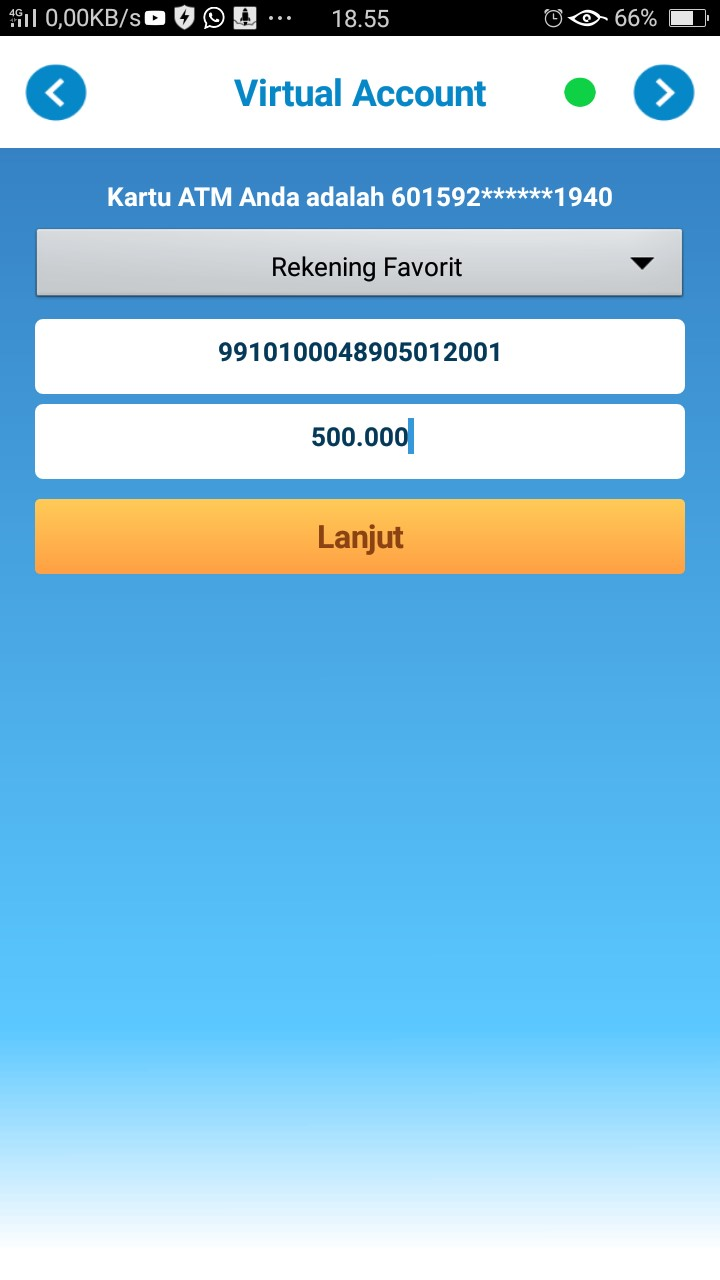 4G 0,00KB/s 18.55 66%
Virtual Account
Kartu ATM Anda adalah 601592******1940
Rekening Favorit
9910100048905012001
500.000
Lanjut